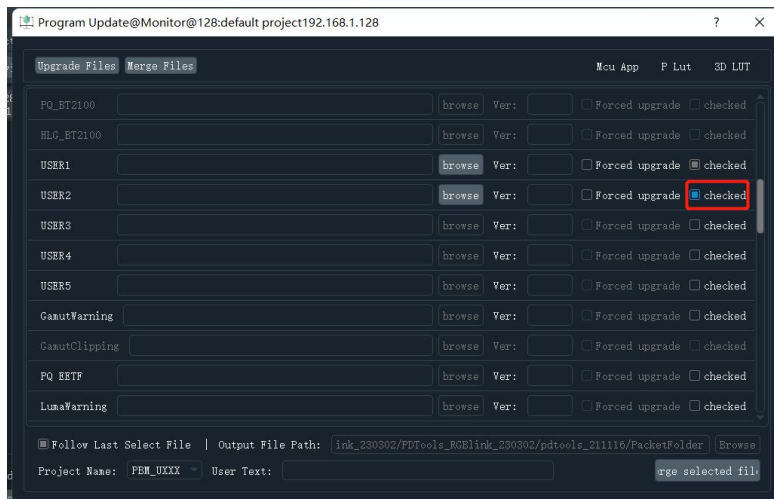 Program Update@Monitor@128:default project192.168.1.128 ? ×
Upgrade Files Merge Files Mcu App P Lut 3D LUT
PQ_BT2100 browse Ver: Forced upgrade checked
HLG_BT2100 browse Ver: Forced upgrade checked
USER1 browse Ver: Forced upgrade checked
USER2 browse Ver: Forced upgrade checked
USER3 browse Ver: Forced upgrade checked
USER4 browse Ver: Forced upgrade checked
USER5 browse Ver: Forced upgrade checked
GamutWarning browse Ver: Forced upgrade checked
GamutClipping browse Ver: Forced upgrade checked
PQ EETF browse Ver: Forced upgrade checked
LumaWarning browse Ver: Forced upgrade checked
Follow Last Select File | Output File Path: ink_230302/PDTools_RGBlink_230302/pdtools_211116/PacketFolder Browse
Project Name: PBM_UXXX User Text: rge selected fil